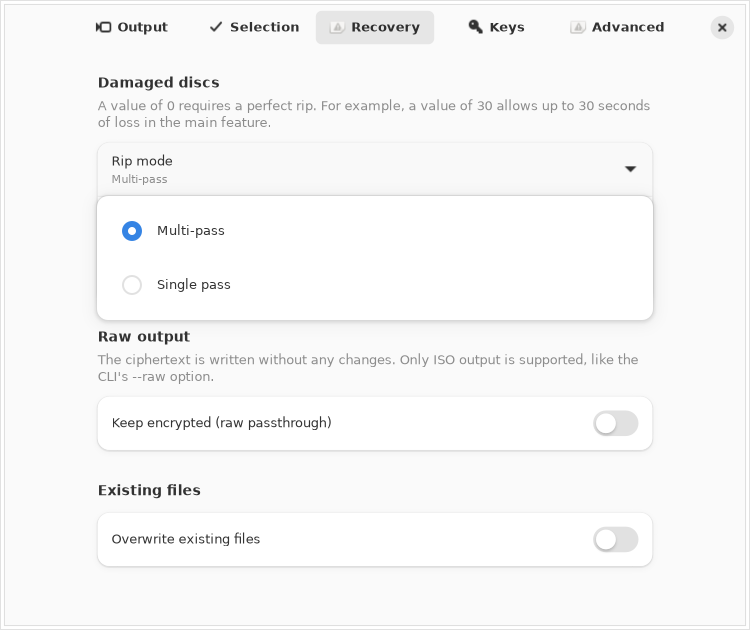 Output
Selection
Recovery
Keys
Advanced
Damaged discs
A value of 0 requires a perfect rip. For example, a value of 30 allows up to 30 seconds
of loss in the main feature.
Rip mode
Multi-pass
Multi-pass
Single pass
Raw output
The ciphertext is written without any changes. Only ISO output is supported, like the
CLI's --raw option.
Keep encrypted (raw passthrough)
Existing files
Overwrite existing files